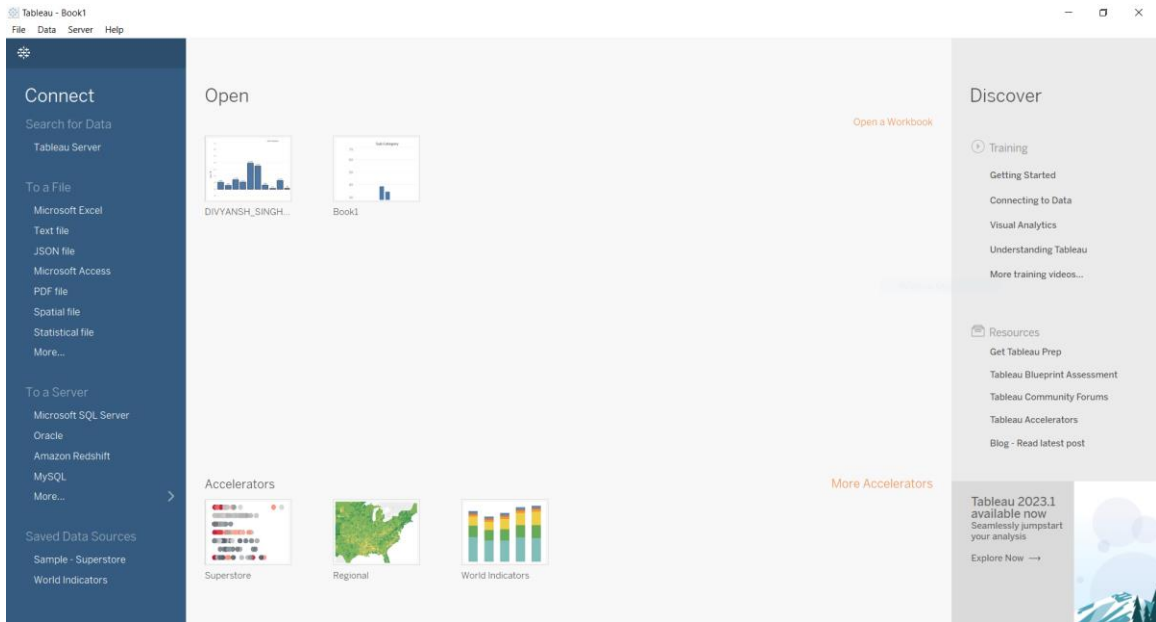 Tableau - Book1
File Data Server Help
Connect
Search for Data
Tableau Server
To a File
Microsoft Excel
Text file
JSON file
Microsoft Access
PDF file
Spatial file
Statistical file
More...
To a Server
Microsoft SQL Server
Oracle
Amazon Redshift
MySQL
More...
Saved Data Sources
Sample - Superstore
World Indicators
Open
Open a Workbook
Sub-Category
DIVYANSH_SINGH...
Book1
Accelerators
More Accelerators
Superstore
Regional
World Indicators
Discover
Training
Getting Started
Connecting to Data
Visual Analytics
Understanding Tableau
More training videos...
Resources
Get Tableau Prep
Tableau Blueprint Assessment
Tableau Community Forums
Tableau Accelerators
Blog - Read latest post
Tableau 2023.1
available now
Seamlessly jumpstart
your analysis
Explore Now →